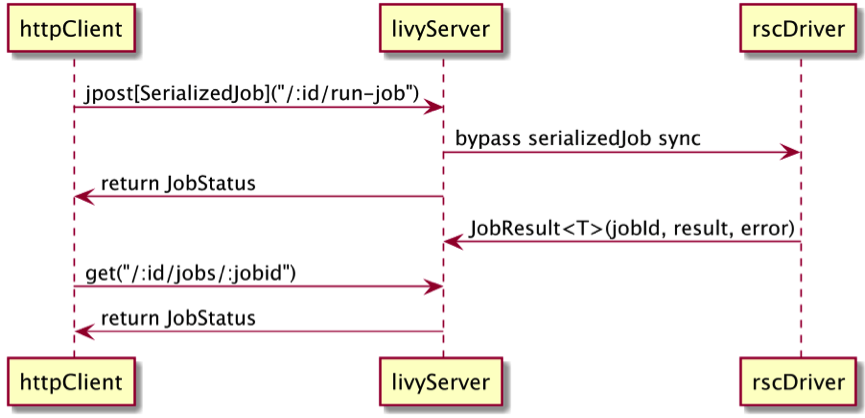 httpClient livyServer rscDriver
jpost[SerializedJob]("/:id/run-job")
bypass serializedJob sync
return JobStatus
JobResult<T>(jobId, result, error)
get("/:id/jobs/:jobid")
return JobStatus
httpClient livyServer rscDriver